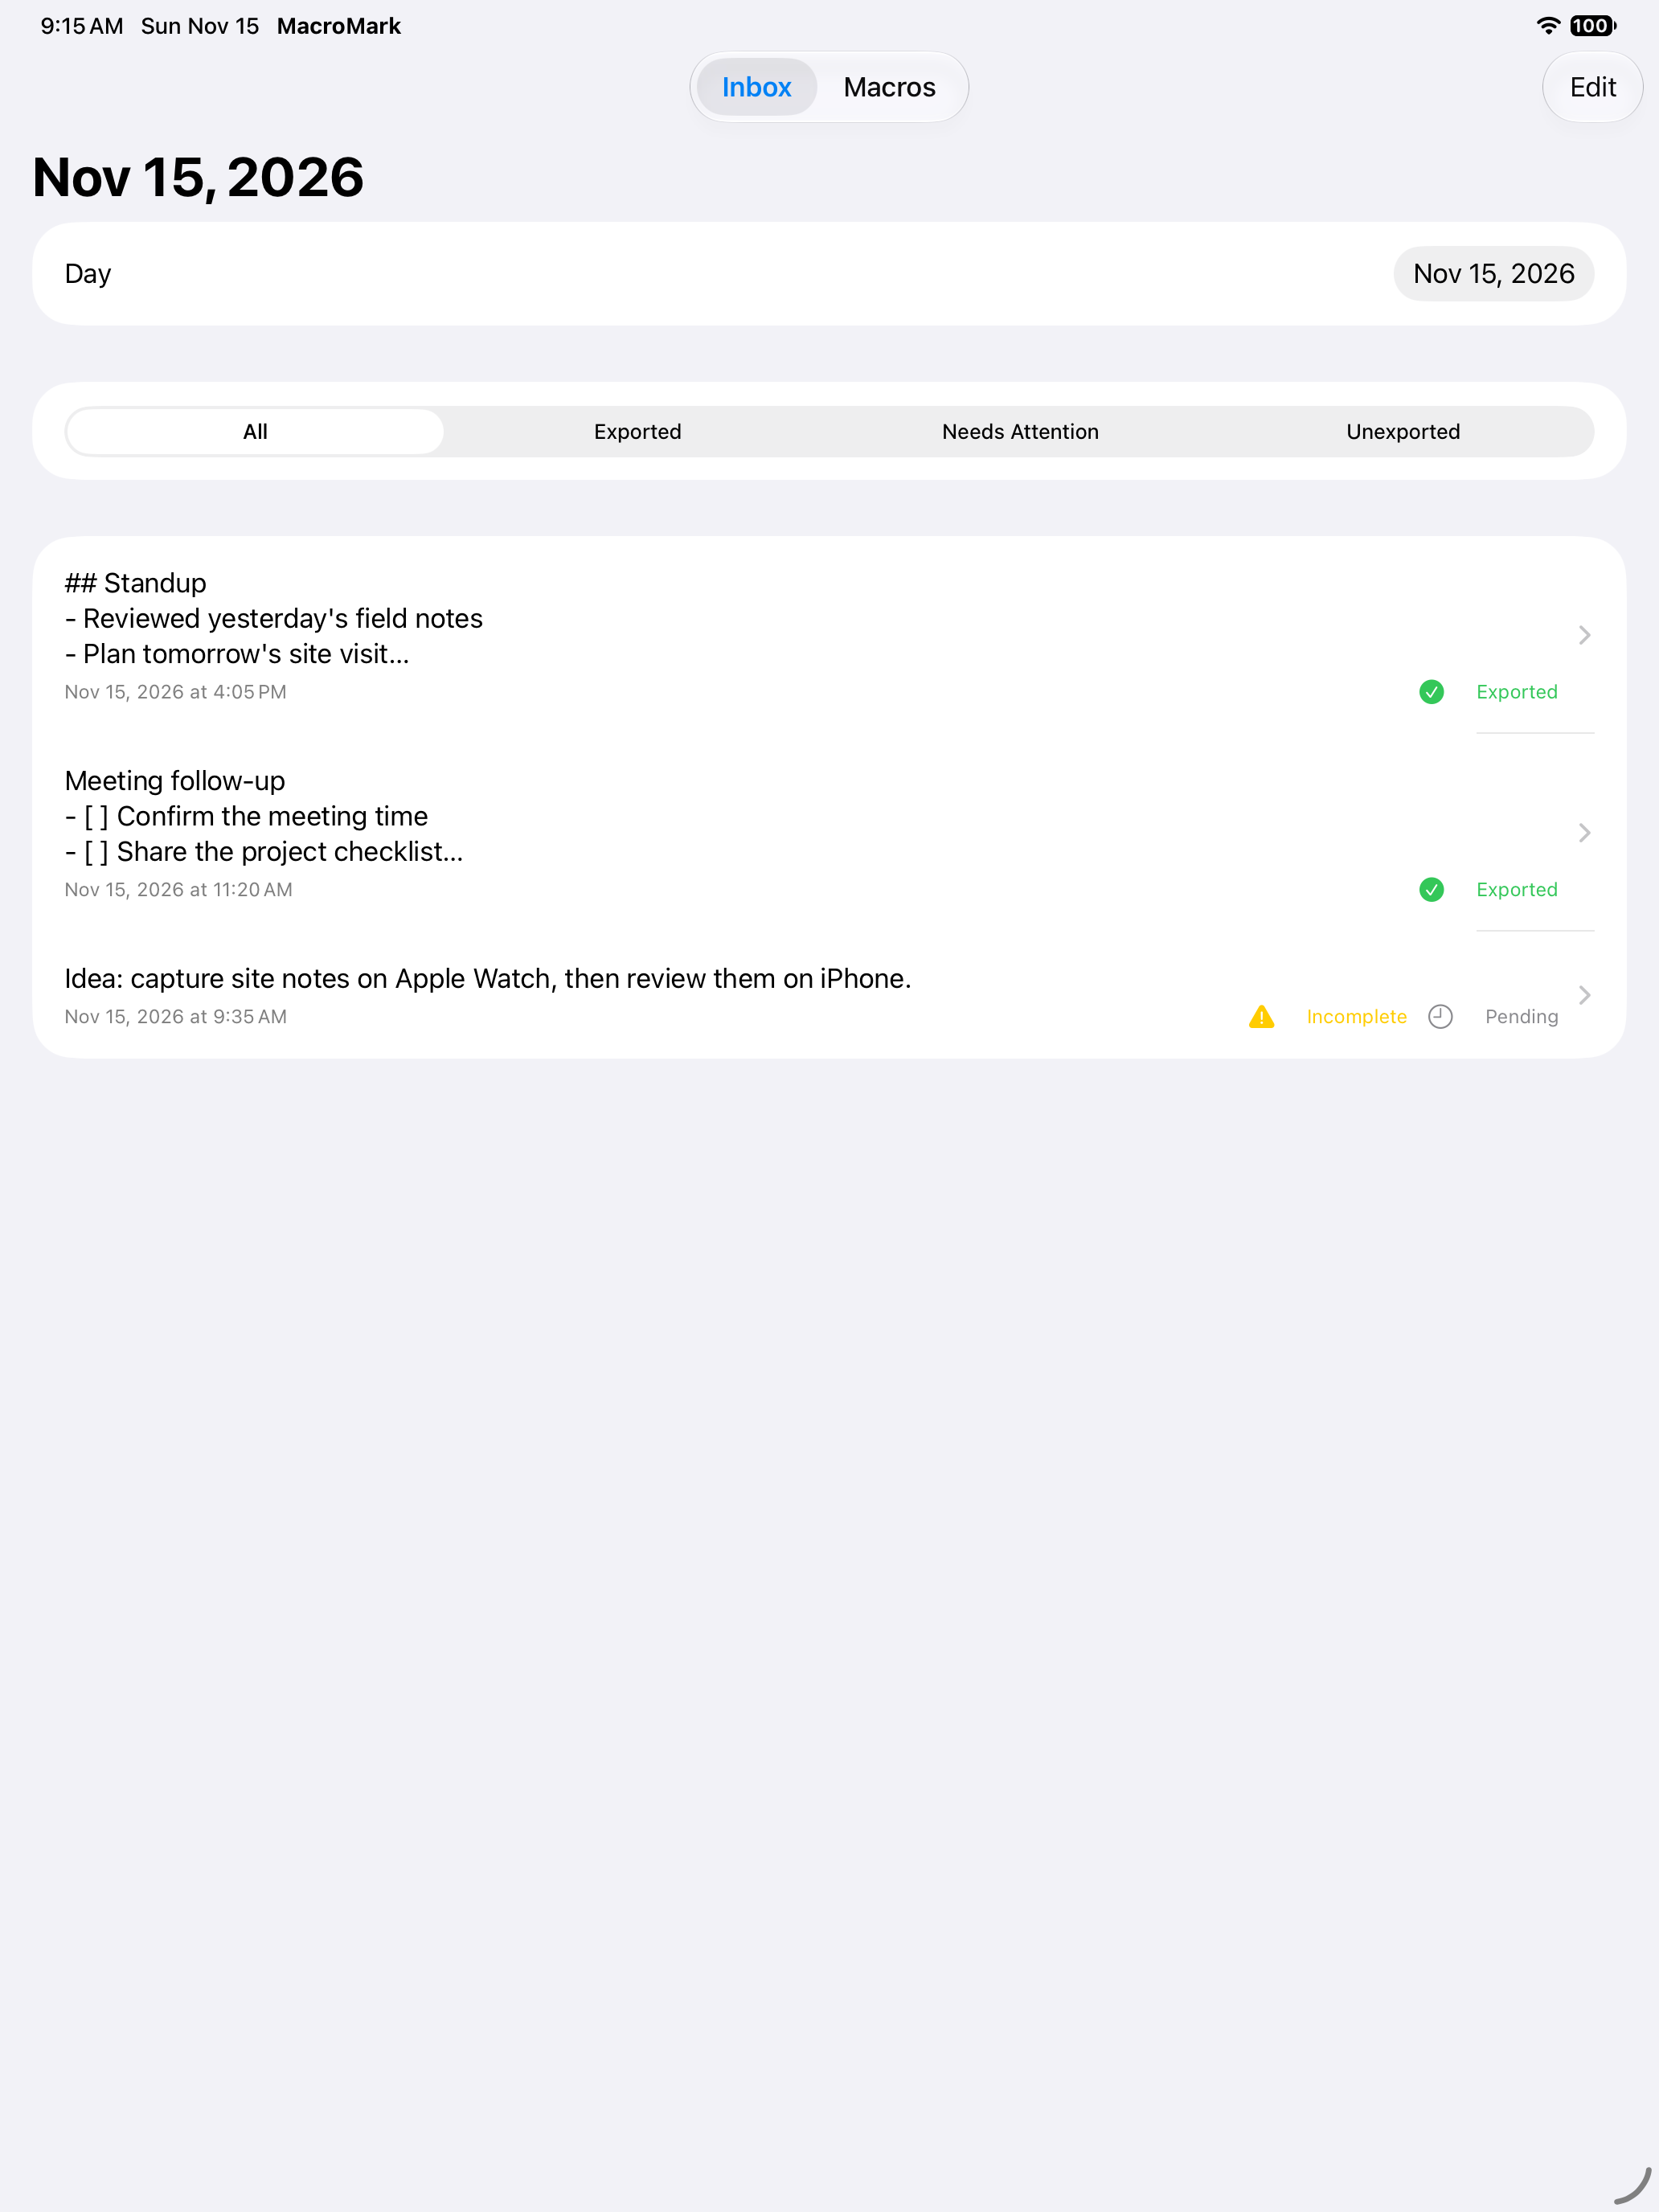 9:15 AM Sun Nov 15 MacroMark 100
Inbox Macros Edit
Nov 15, 2026
Day Nov 15, 2026
All Exported Needs Attention Unexported
## Standup
- Reviewed yesterday's field notes
- Plan tomorrow's site visit...
Nov 15, 2026 at 4:05 PM Exported
Meeting follow-up
- [ ] Confirm the meeting time
- [ ] Share the project checklist...
Nov 15, 2026 at 11:20 AM Exported
Idea: capture site notes on Apple Watch, then review them on iPhone.
Nov 15, 2026 at 9:35 AM Incomplete Pending